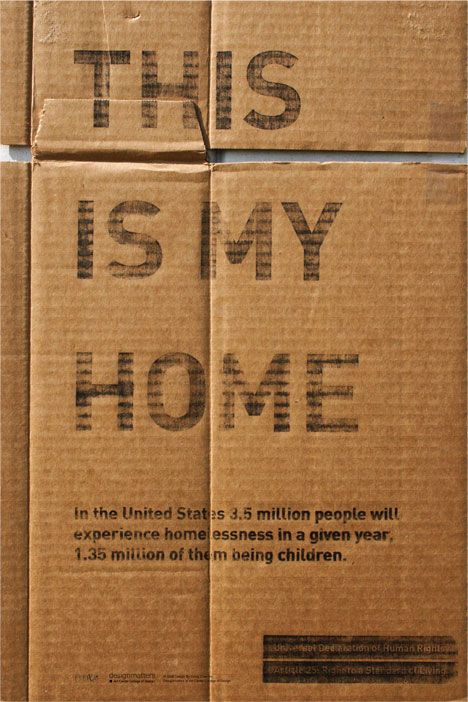 THIS
IS MY
HOME
In the United States 3.5 million people will
experience homelessness in a given year,
1.35 million of them being children.
Universal Declaration of Human Rights
Article 25: Right to a Standard of Living
designmatters